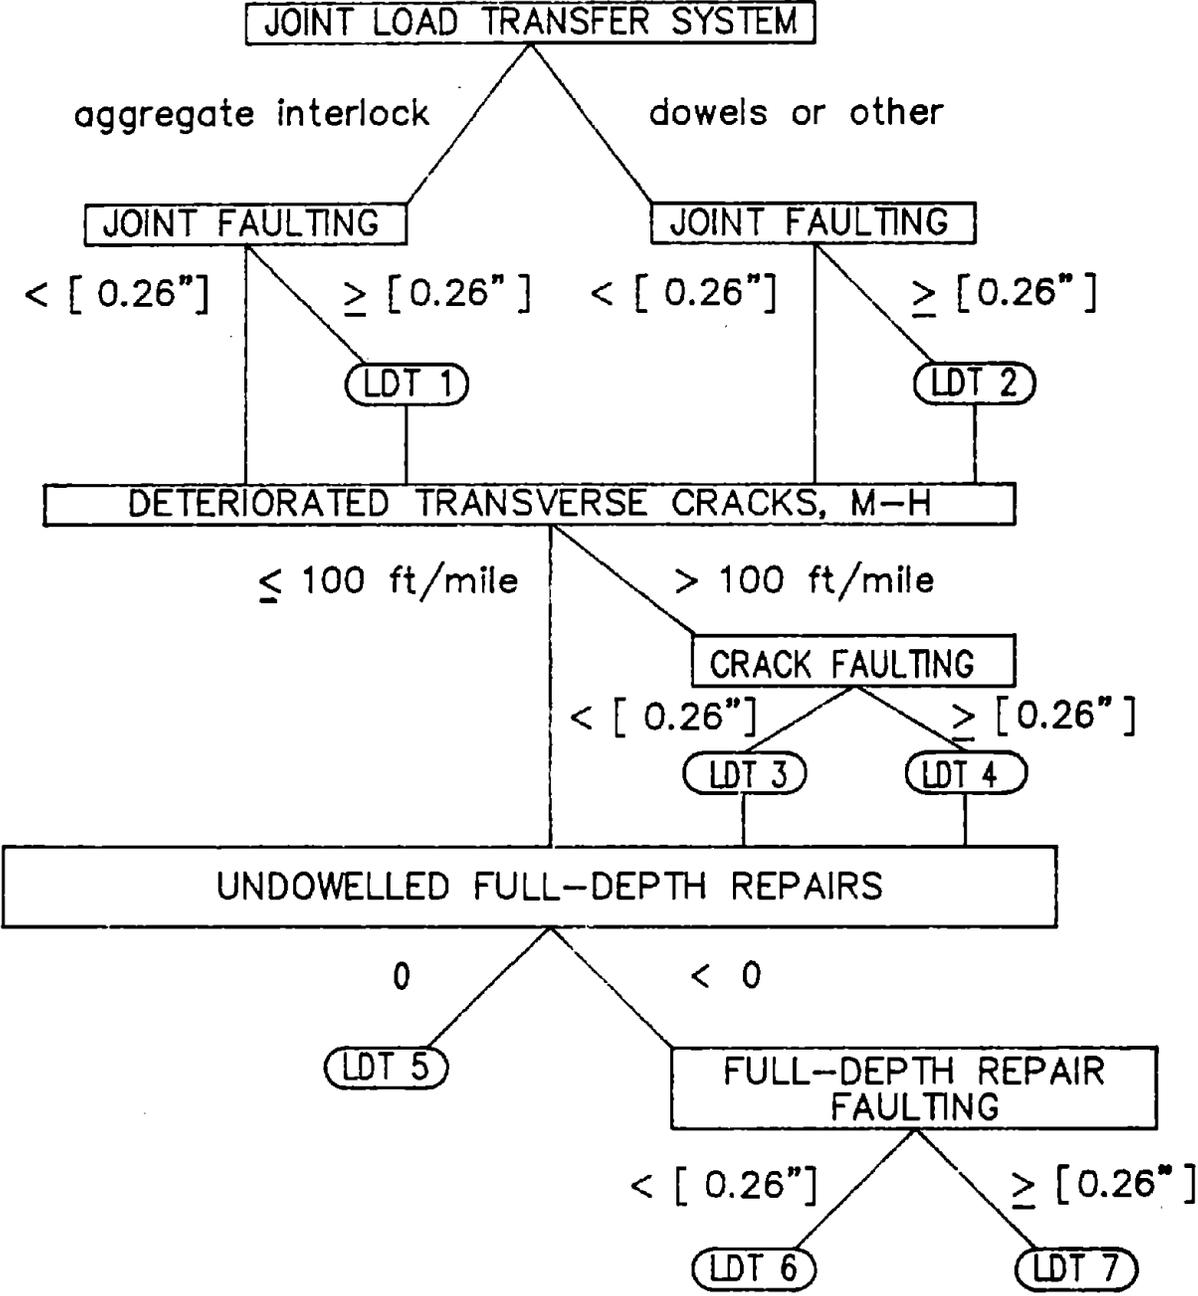 JOINT LOAD TRANSFER SYSTEM
aggregate interlock
dowels or other
JOINT FAULTING
JOINT FAULTING
< [ 0.26"]
≥ [0.26" ]
< [ 0.26"]
≥ [0.26" ]
LDT 1
LDT 2
DETERIORATED TRANSVERSE CRACKS, M-H
≤ 100 ft/mile
> 100 ft/mile
CRACK FAULTING
< [ 0.26"]
≥ [0.26" ]
LDT 3
LDT 4
UNDOWELLED FULL-DEPTH REPAIRS
0
< 0
LDT 5
FULL-DEPTH REPAIR
FAULTING
< [ 0.26"]
≥ [0.26" ]
LDT 6
LDT 7